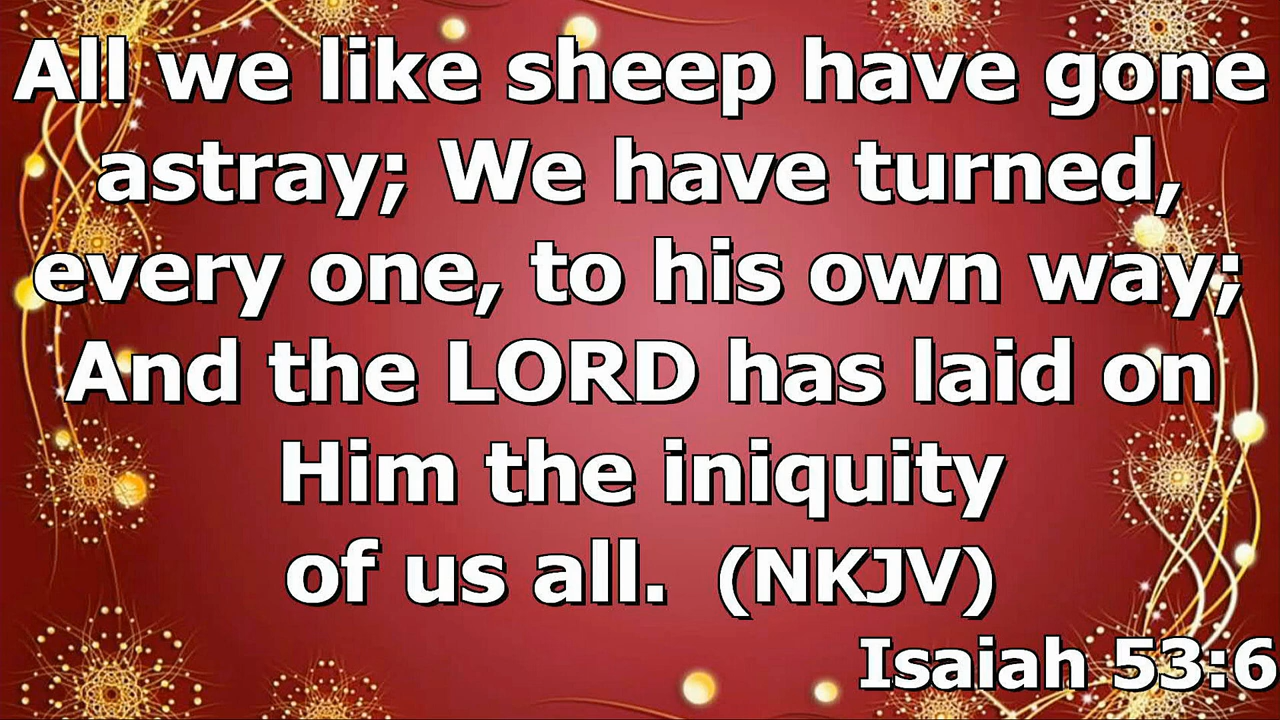 All we like sheep have gone
astray; We have turned,
every one, to his own way;
And the LORD has laid on
Him the iniquity
of us all.  (NKJV)
Isaiah 53:6